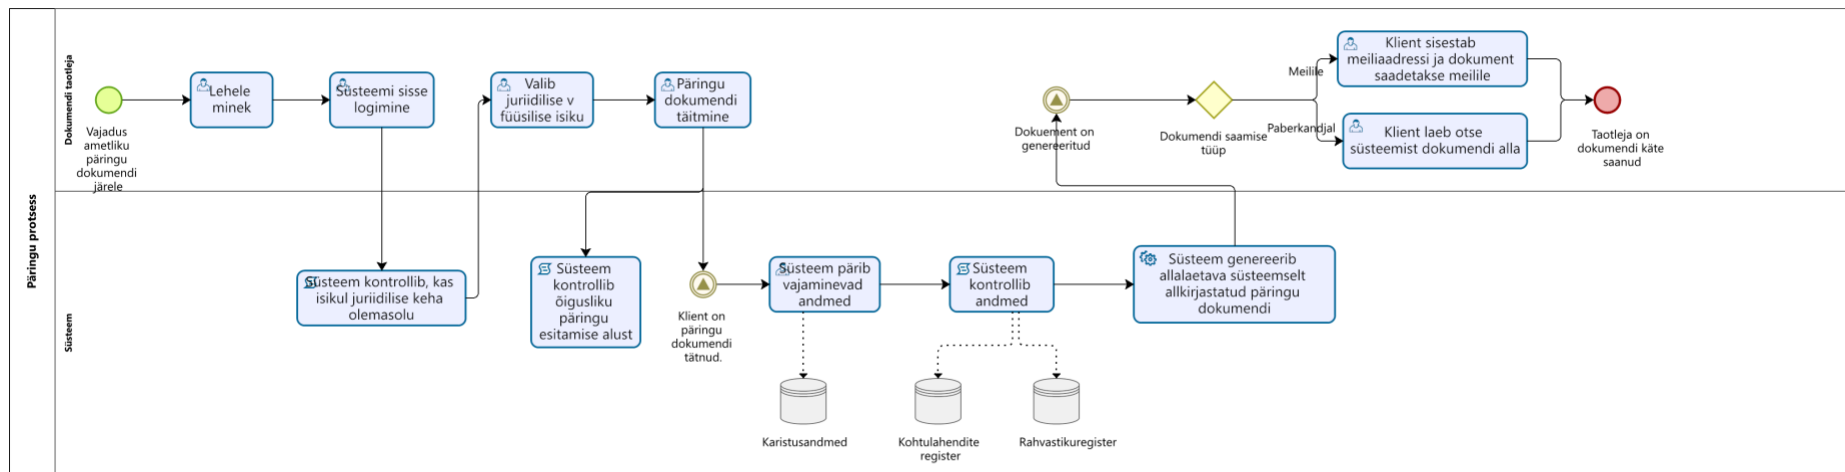 Päringu protsess
Dokumendi taotleja
Vajadus
ametliku
päringu
dokumendi
järele
Lehele
minek
Süsteemi sisse
logimine
Valib
juriidilise v
füüsilise isiku
Päringu
dokumendi
täitmine
Dokuement on
genereeritud
Dokumendi saamise
tüüp
Meilile
Paberkandjal
Klient sisestab
meiliaadressi ja dokument
saadetakse meilile
Klient laeb otse
süsteemist dokumendi alla
Taotleja on
dokumendi käte
saanud
Süsteem
Süsteem kontrollib, kas
isikul juriidilise keha
olemasolu
Süsteem
kontrollib
õigusliku
päringu
esitamise alust
Klient on
päringu
dokumendi
tätnud.
Süsteem pärib
vajaminevad
andmed
Süsteem
kontrollib
andmed
Süsteem genereerib
allalaetava süsteemselt
allkirjastatud päringu
dokumendi
Karistusandmed
Kohtulahendite
register
Rahvastikuregister